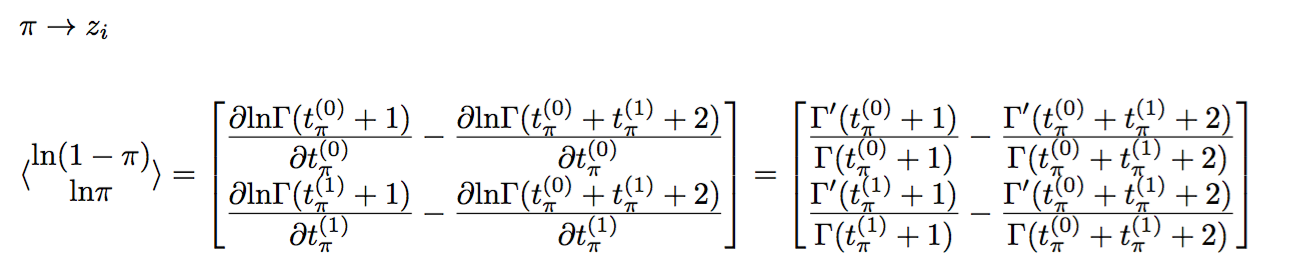 π → z_i
⟨ln(1 − π) lnπ⟩ = [∂lnΓ(t_π^(0) + 1)/∂t_π^(0) − ∂lnΓ(t_π^(0) + t_π^(1) + 2)/∂t_π^(0) ; ∂lnΓ(t_π^(1) + 1)/∂t_π^(1) − ∂lnΓ(t_π^(0) + t_π^(1) + 2)/∂t_π^(1)] = [Γ′(t_π^(0) + 1)/Γ(t_π^(0) + 1) − Γ′(t_π^(0) + t_π^(1) + 2)/Γ(t_π^(0) + t_π^(1) + 2) ; Γ′(t_π^(1) + 1)/Γ(t_π^(1) + 1) − Γ′(t_π^(0) + t_π^(1) + 2)/Γ(t_π^(0) + t_π^(1) + 2)]